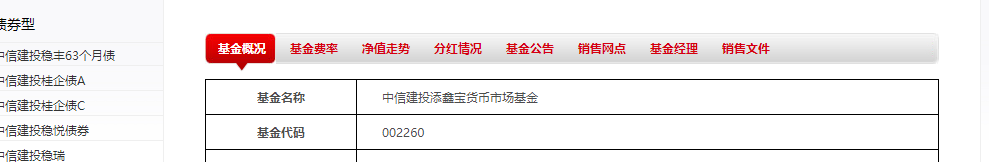 债券型
中信建投稳丰63个月债
中信建投桂企债A
中信建投桂企债C
中信建投稳悦债券
中信建投稳瑞
基金概况 基金费率 净值走势 分红情况 基金公告 销售网点 基金经理 销售文件
基金名称 中信建投添鑫宝货币市场基金
基金代码 002260